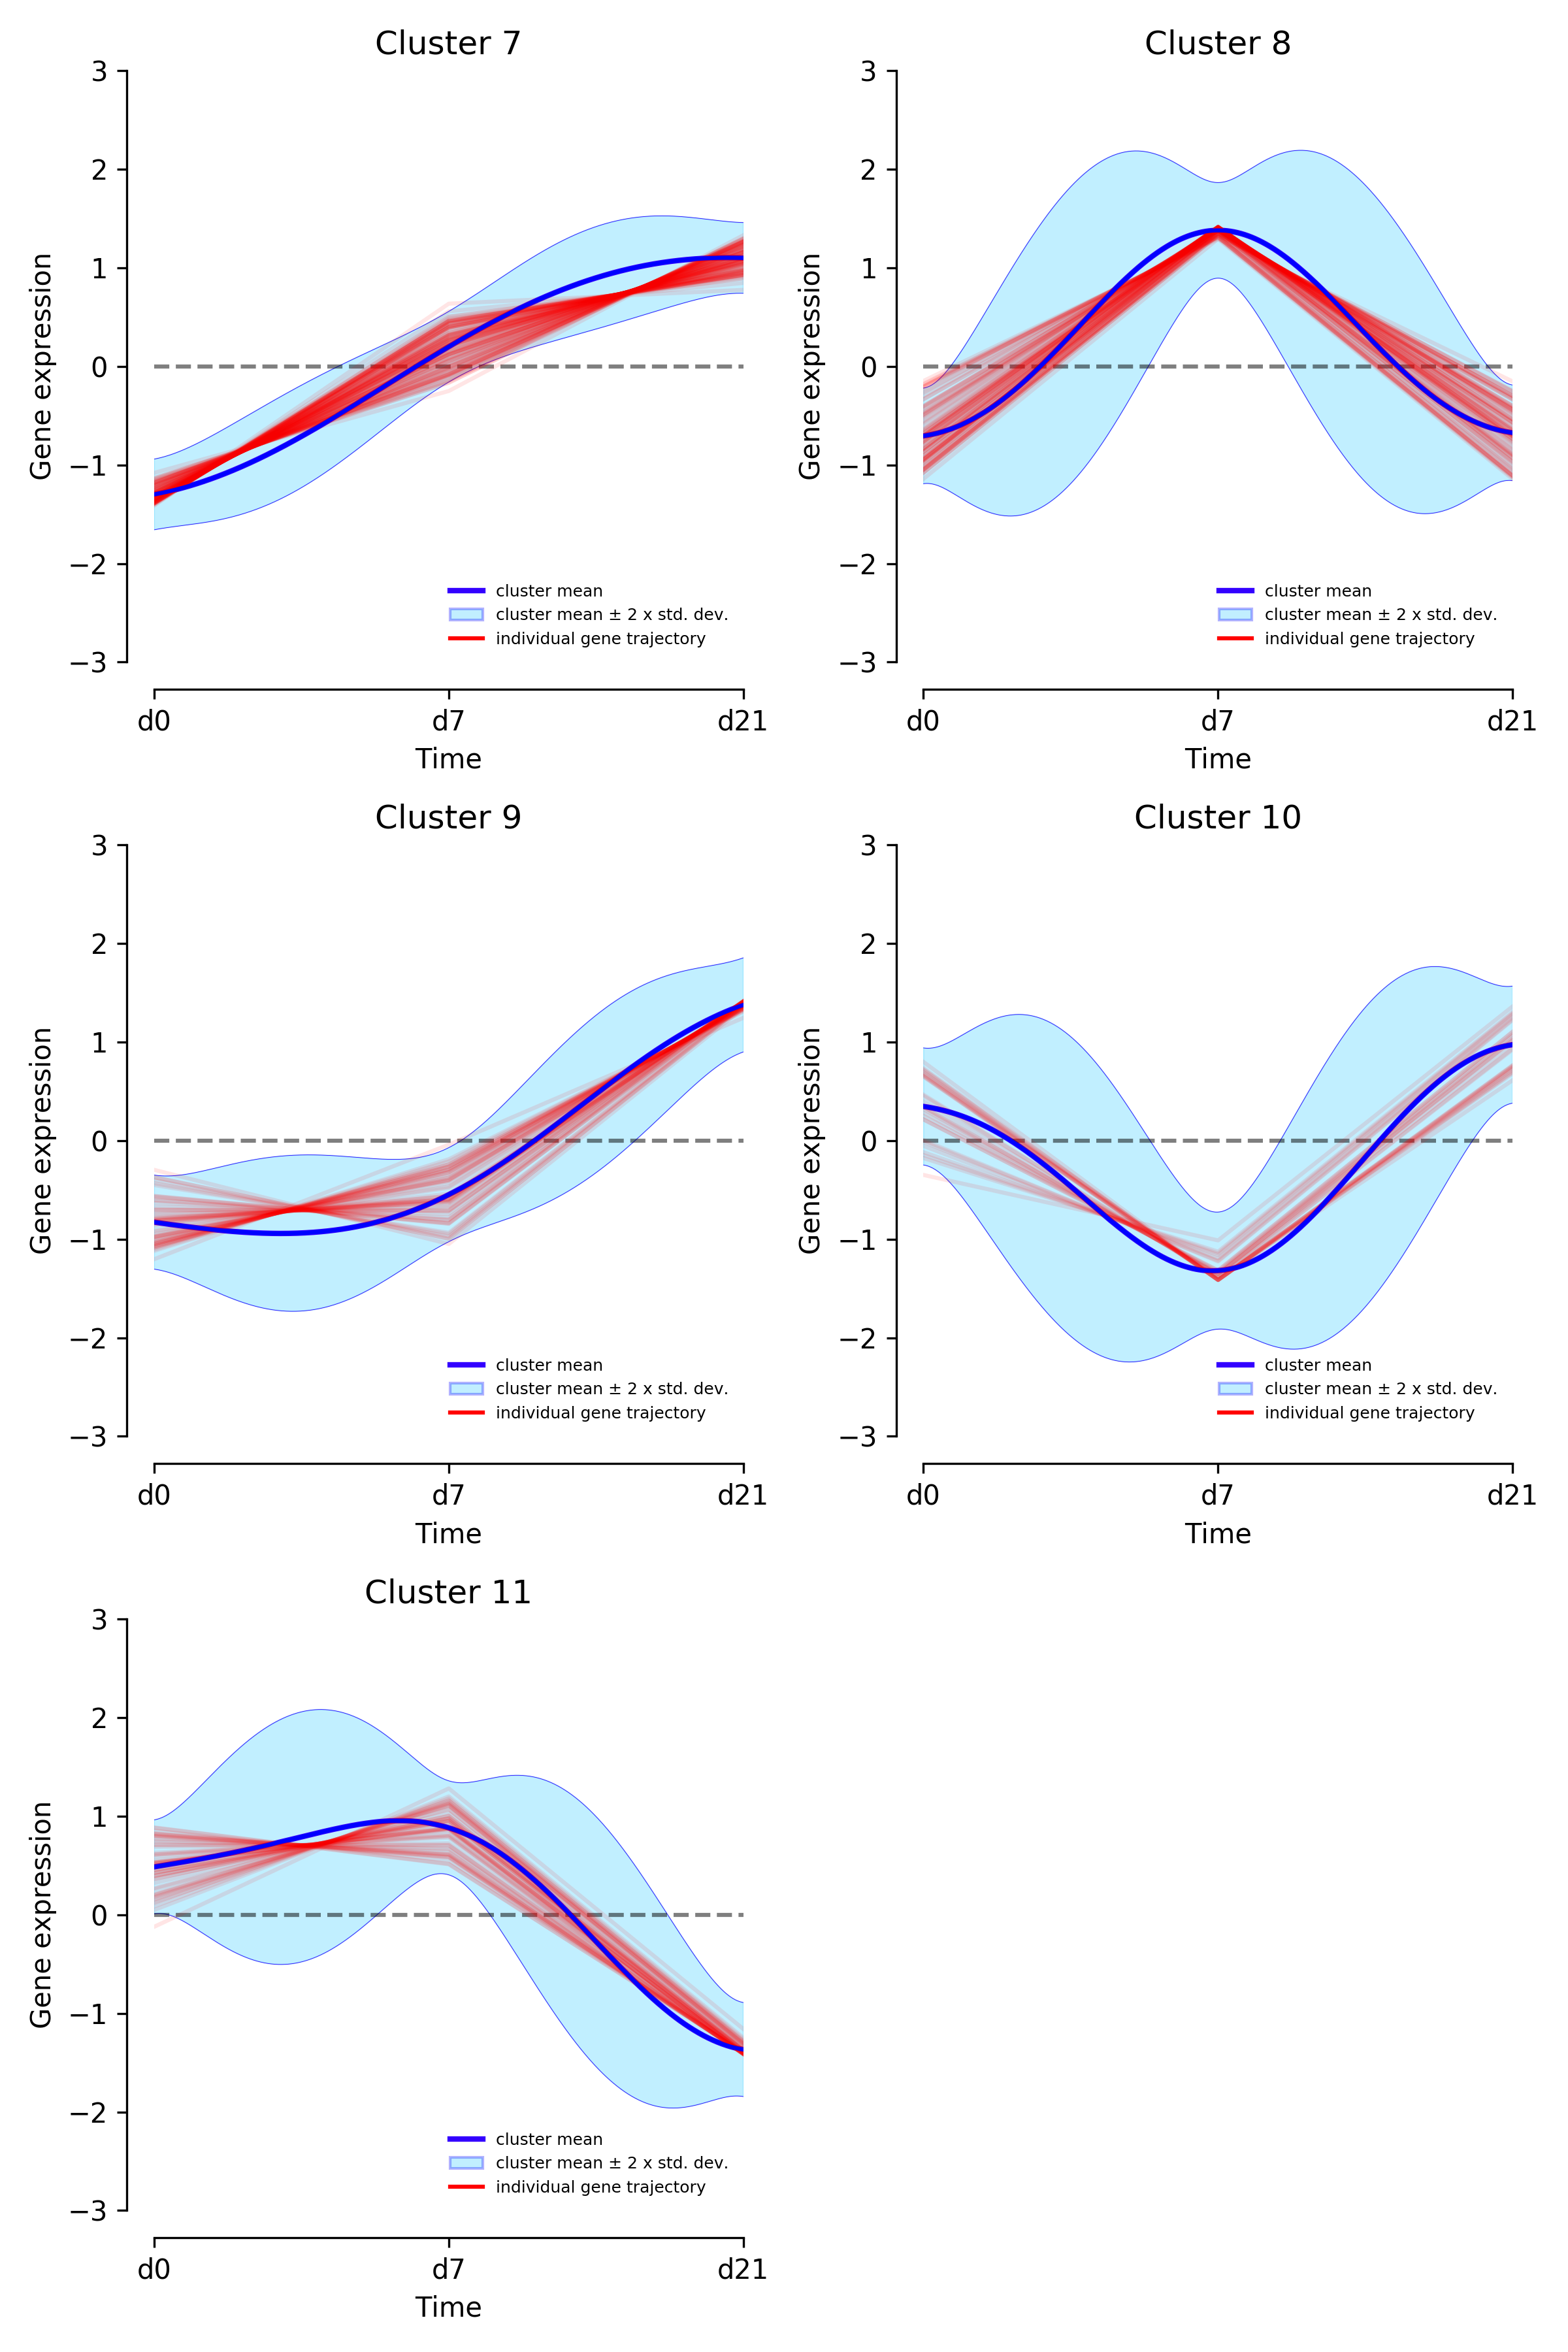 Cluster 7
Gene expression
3
2
1
0
−1
−2
−3
cluster mean
cluster mean ± 2 x std. dev.
individual gene trajectory
d0 d7 d21
Time
Cluster 8
Gene expression
3
2
1
0
−1
−2
−3
cluster mean
cluster mean ± 2 x std. dev.
individual gene trajectory
d0 d7 d21
Time
Cluster 9
Gene expression
3
2
1
0
−1
−2
−3
cluster mean
cluster mean ± 2 x std. dev.
individual gene trajectory
d0 d7 d21
Time
Cluster 10
Gene expression
3
2
1
0
−1
−2
−3
cluster mean
cluster mean ± 2 x std. dev.
individual gene trajectory
d0 d7 d21
Time
Cluster 11
Gene expression
3
2
1
0
−1
−2
−3
cluster mean
cluster mean ± 2 x std. dev.
individual gene trajectory
d0 d7 d21
Time